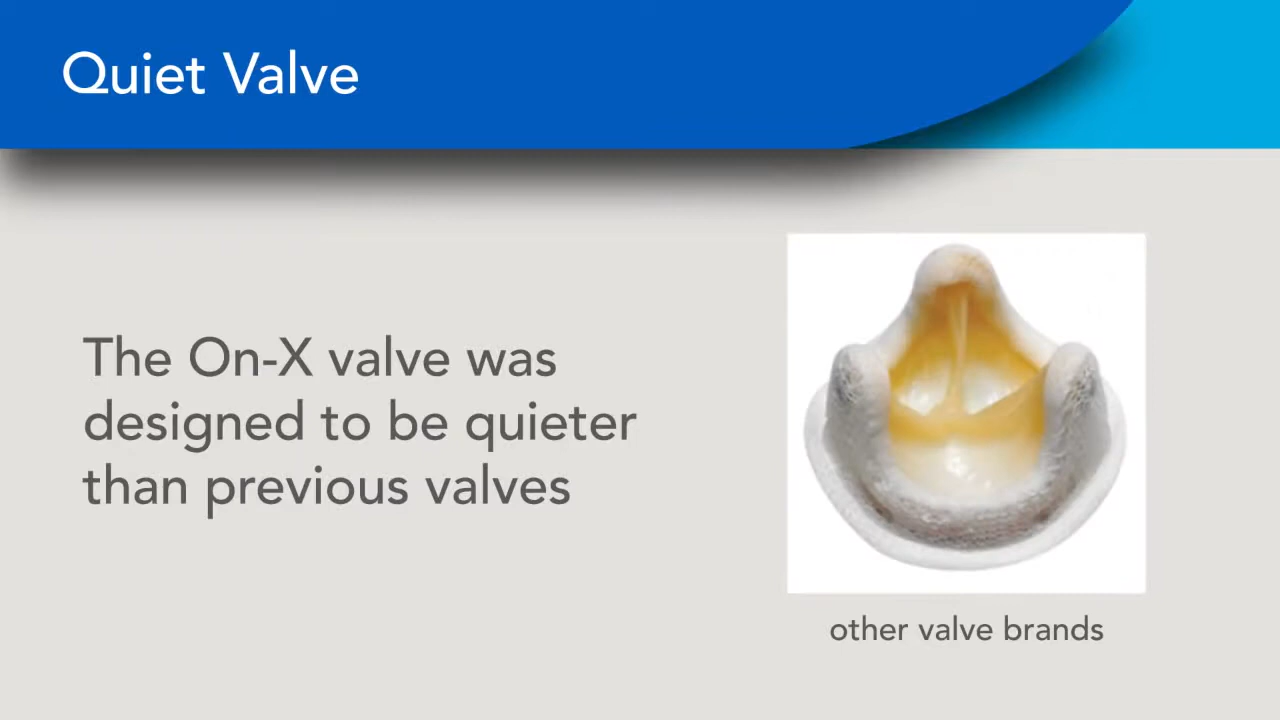 Quiet Valve
The On-X valve was
designed to be quieter
than previous valves
other valve brands